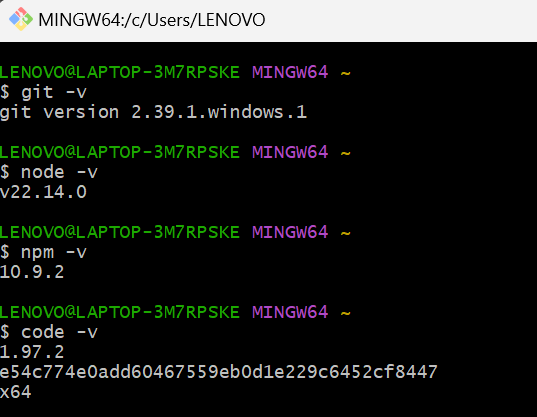 MINGW64:/c/Users/LENOVO
LENOVO@LAPTOP-3M7RPSKE MINGW64 ~
$ git -v
git version 2.39.1.windows.1
LENOVO@LAPTOP-3M7RPSKE MINGW64 ~
$ node -v
v22.14.0
LENOVO@LAPTOP-3M7RPSKE MINGW64 ~
$ npm -v
10.9.2
LENOVO@LAPTOP-3M7RPSKE MINGW64 ~
$ code -v
1.97.2
e54c774e0add60467559eb0d1e229c6452cf8447
x64